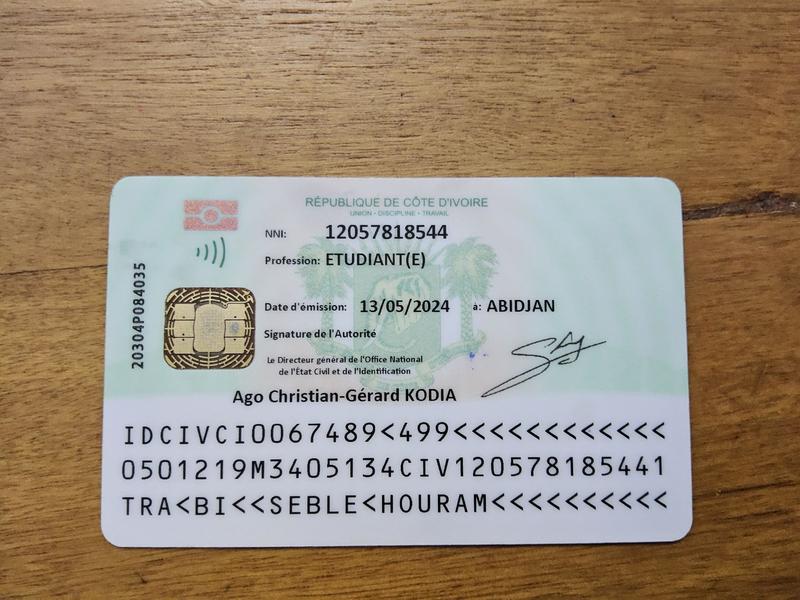 RÉPUBLIQUE DE CÔTE D'IVOIRE
UNION - DISCIPLINE - TRAVAIL
NNI: 12057818544
Profession: ETUDIANT(E)
20304P084035
Date d'émission: 13/05/2024 à: ABIDJAN
Signature de l'Autorité
Le Directeur général de l'Office National
de l'État Civil et de l'Identification
Ago Christian-Gérard KODIA
IDCIVCI0067489<499<<<<<<<<<<<<
0501219M3405134CIV120578185441
TRA<BI<<SEBLE<HOURAM<<<<<<<<<<